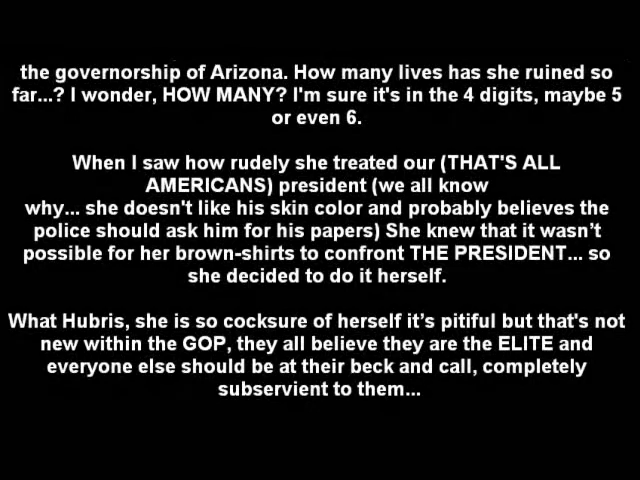 the governorship of Arizona. How many lives has she ruined so
far...? I wonder, HOW MANY? I'm sure it's in the 4 digits, maybe 5
or even 6.
When I saw how rudely she treated our (THAT'S ALL
AMERICANS) president (we all know
why... she doesn't like his skin color and probably believes the
police should ask him for his papers) She knew that it wasn’t
possible for her brown-shirts to confront THE PRESIDENT... so
she decided to do it herself.
What Hubris, she is so cocksure of herself it’s pitiful but that's not
new within the GOP, they all believe they are the ELITE and
everyone else should be at their beck and call, completely
subservient to them...